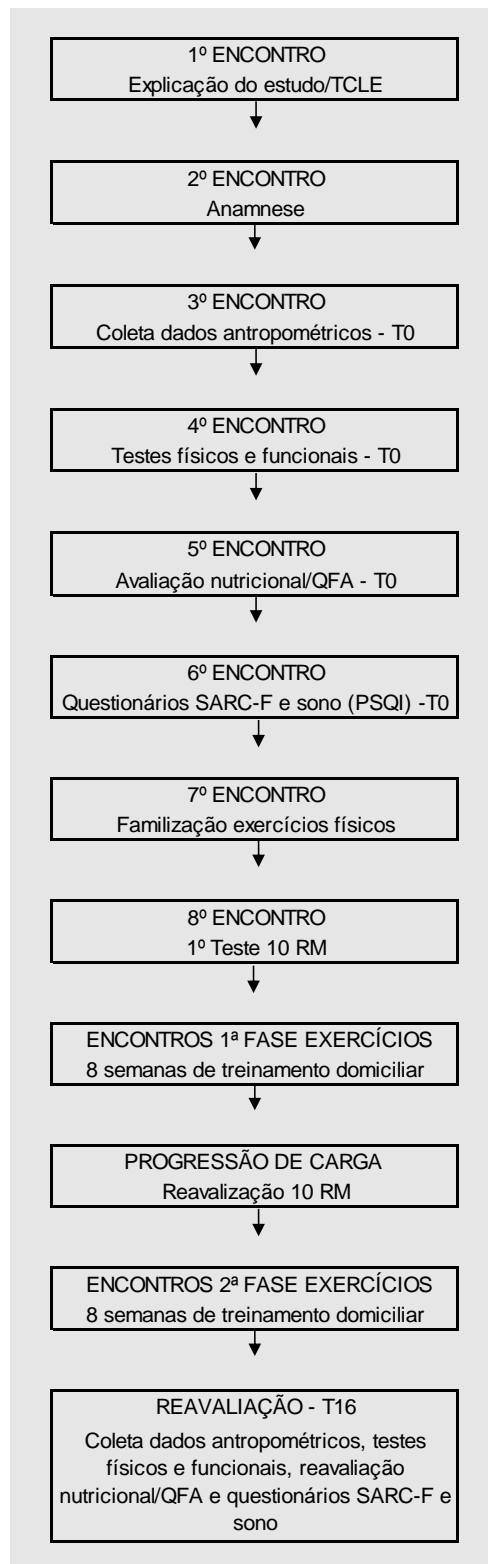 1º ENCONTRO
Explicação do estudo/TCLE
2º ENCONTRO
Anamnese
3º ENCONTRO
Coleta dados antropométricos - T0
4º ENCONTRO
Testes físicos e funcionais - T0
5º ENCONTRO
Avaliação nutricional/QFA - T0
6º ENCONTRO
Questionários SARC-F e sono (PSQI) -T0
7º ENCONTRO
Familização exercícios físicos
8º ENCONTRO
1º Teste 10 RM
ENCONTROS 1ª FASE EXERCÍCIOS
8 semanas de treinamento domiciliar
PROGRESSÃO DE CARGA
Reavalização 10 RM
ENCONTROS 2ª FASE EXERCÍCIOS
8 semanas de treinamento domiciliar
REAVALIAÇÃO - T16
Coleta dados antropométricos, testes
físicos e funcionais, reavaliação
nutricional/QFA e questionários SARC-F e
sono